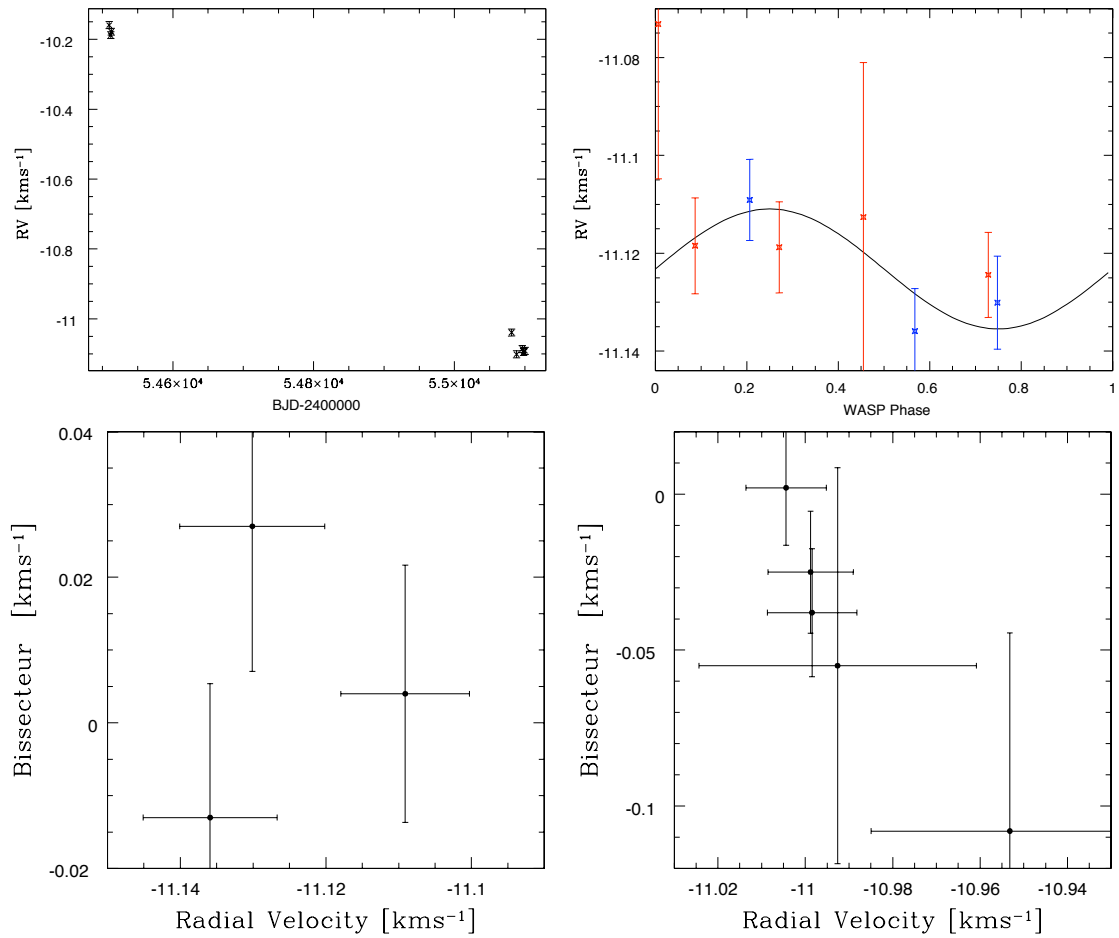 -10.2
-10.4
-10.6
-10.8
-11
RV [kms⁻¹]
5.46×10⁴ 5.48×10⁴ 5.5×10⁴
BJD-2400000
-11.08
-11.1
-11.12
-11.14
RV [kms⁻¹]
0 0.2 0.4 0.6 0.8 1
WASP Phase
0.04
0.02
0
-0.02
Bissecteur [kms⁻¹]
-11.14 -11.12 -11.1
Radial Velocity [kms⁻¹]
0
-0.05
-0.1
Bissecteur [kms⁻¹]
-11.02 -11 -10.98 -10.96 -10.94
Radial Velocity [kms⁻¹]